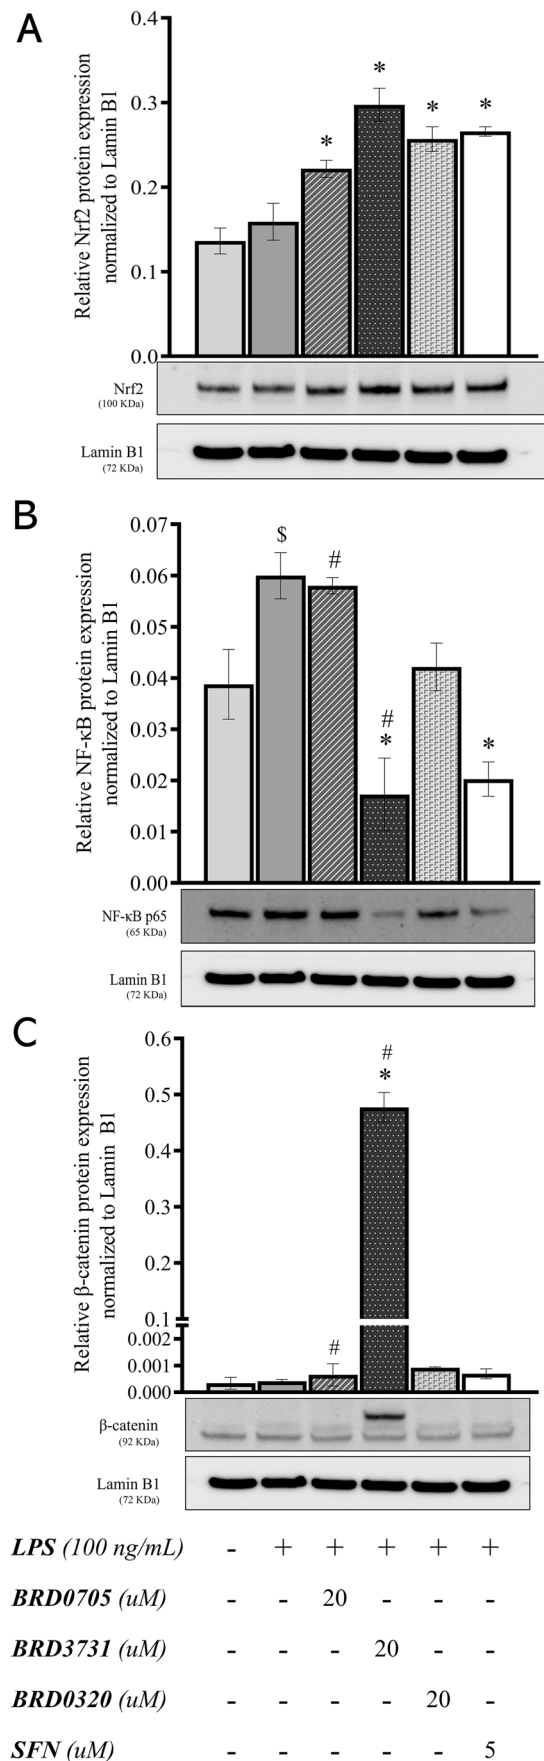 A
Relative Nrf2 protein expression
normalized to Lamin B1
0.4
0.3
0.2
0.1
0.0
* * * *
Nrf2
(100 KDa)
Lamin B1
(72 KDa)
B
Relative NF-κB protein expression
normalized to Lamin B1
0.07
0.06
0.05
0.04
0.03
0.02
0.01
0.00
$ #
#
* *
NF-κB p65
(65 KDa)
Lamin B1
(72 KDa)
C
Relative β-catenin protein expression
normalized to Lamin B1
0.6
0.5
0.4
0.3
0.2
0.1
0.002
0.001
0.000
#
*
#
β-catenin
(92 KDa)
Lamin B1
(72 KDa)
LPS (100 ng/mL) - + + + + +
BRD0705 (uM) - - 20 - - -
BRD3731 (uM) - - - 20 - -
BRD0320 (uM) - - - - 20 -
SFN (uM) - - - - - 5